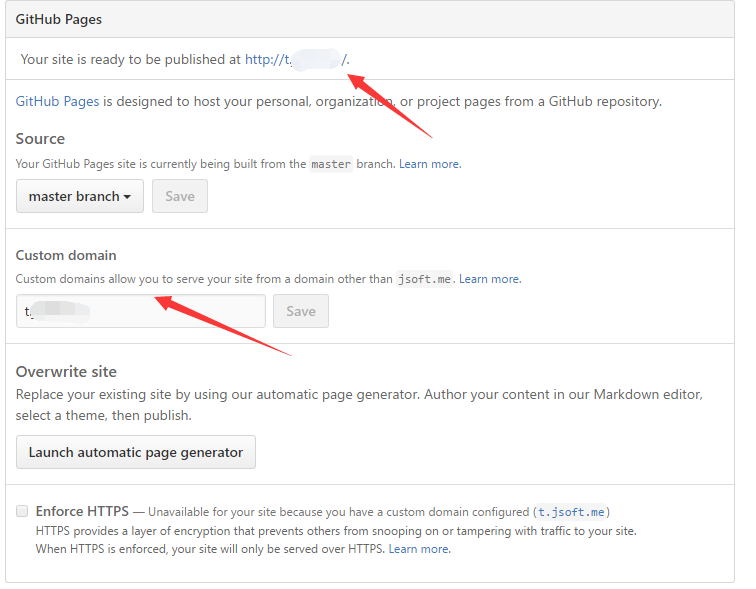 GitHub Pages
Your site is ready to be published at http://t. /.
GitHub Pages is designed to host your personal, organization, or project pages from a GitHub repository.
Source
Your GitHub Pages site is currently being built from the master branch. Learn more.
master branch Save
Custom domain
Custom domains allow you to serve your site from a domain other than jsoft.me. Learn more.
t. Save
Overwrite site
Replace your existing site by using our automatic page generator. Author your content in our Markdown editor,
select a theme, then publish.
Launch automatic page generator
Enforce HTTPS — Unavailable for your site because you have a custom domain configured (t.jsoft.me)
HTTPS provides a layer of encryption that prevents others from snooping on or tampering with traffic to your site.
When HTTPS is enforced, your site will only be served over HTTPS. Learn more.